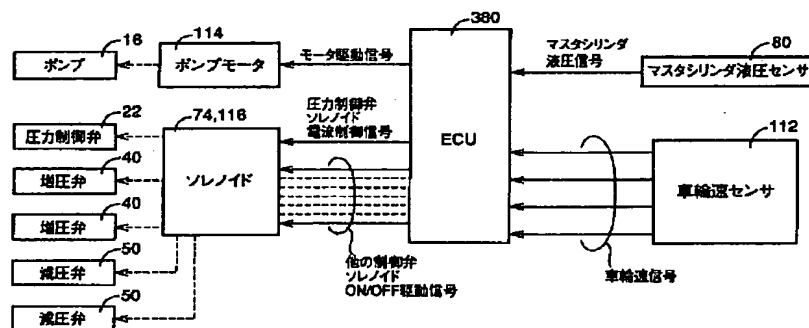 380
16
114
80
ポンプ
ポンプモータ
モータ駆動信号
マスタシリンダ
液圧信号
マスタシリンダ液圧センサ
22
74,116
圧力制御弁
ソレノイド
電流制御信号
ECU
112
圧力制御弁
40
増圧弁
ソレノイド
車輪速センサ
40
増圧弁
50
減圧弁
他の制御弁
ソレノイド
ON/OFF駆動信号
車輪速信号
50
減圧弁